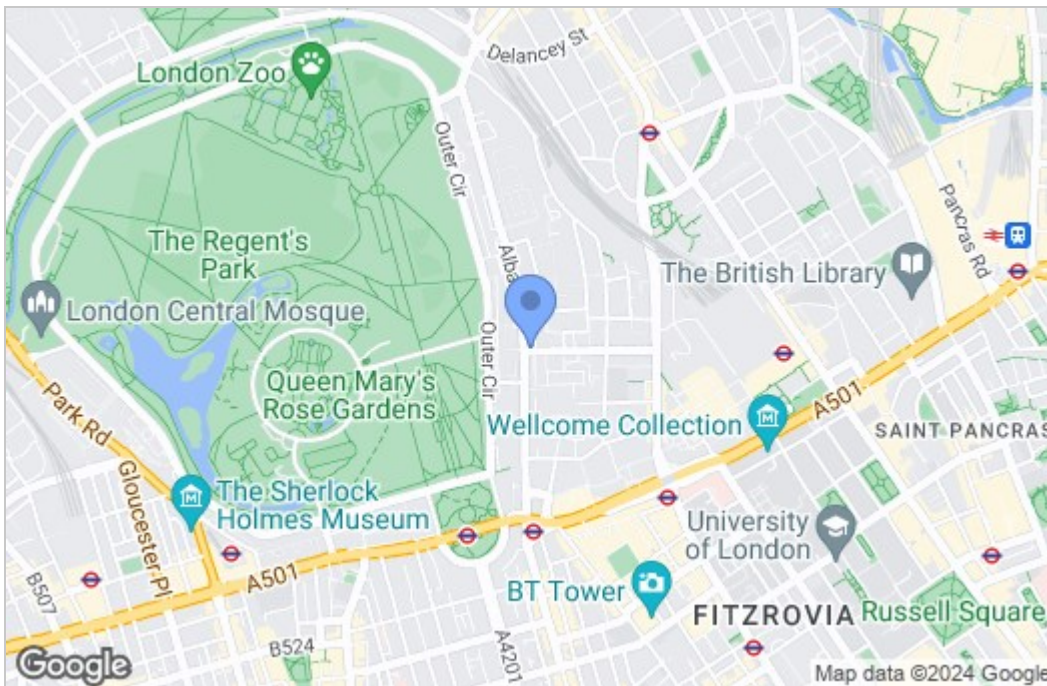 Delancey St
London Zoo
Outer Cir
Pancras Rd
The Regent's
Park
Alba
The British Library
London Central Mosque
Outer Cir
Queen Mary's
Rose Gardens
Park Rd
Wellcome Collection
A501
SAINT PANCRAS
Gloucester Pl
The Sherlock
Holmes Museum
University
of London
A501
B507
BT Tower
FITZROVIA
Russell Square
B524
A4201
Google
Map data ©2024 Google